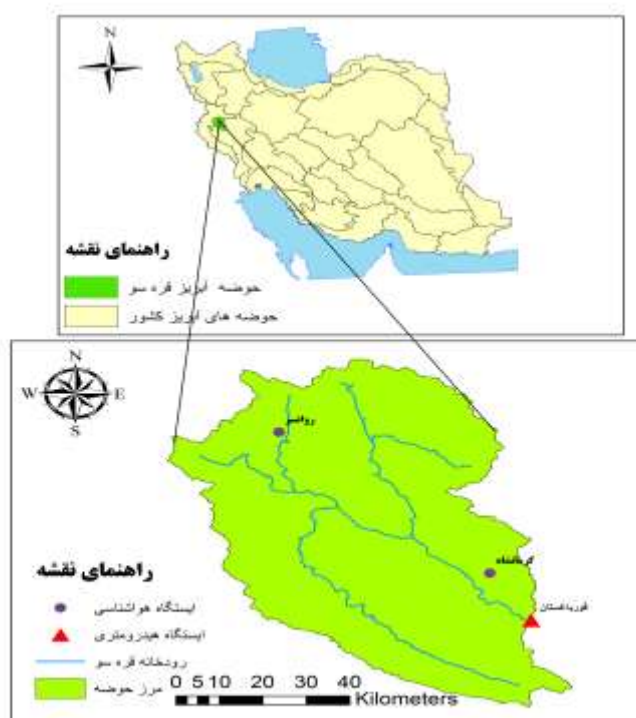 N
راهنمای نقشه
حوضه آبریز قره سو
حوضه های آبریز کشور
N
W E
S
روانسر
کرمانشاه
قورباغستان
راهنمای نقشه
ایستگاه هواشناسی
ایستگاه هیدرومتری
رودخانه قره سو
مرز حوضه
0 5 10 20 30 40
Kilometers